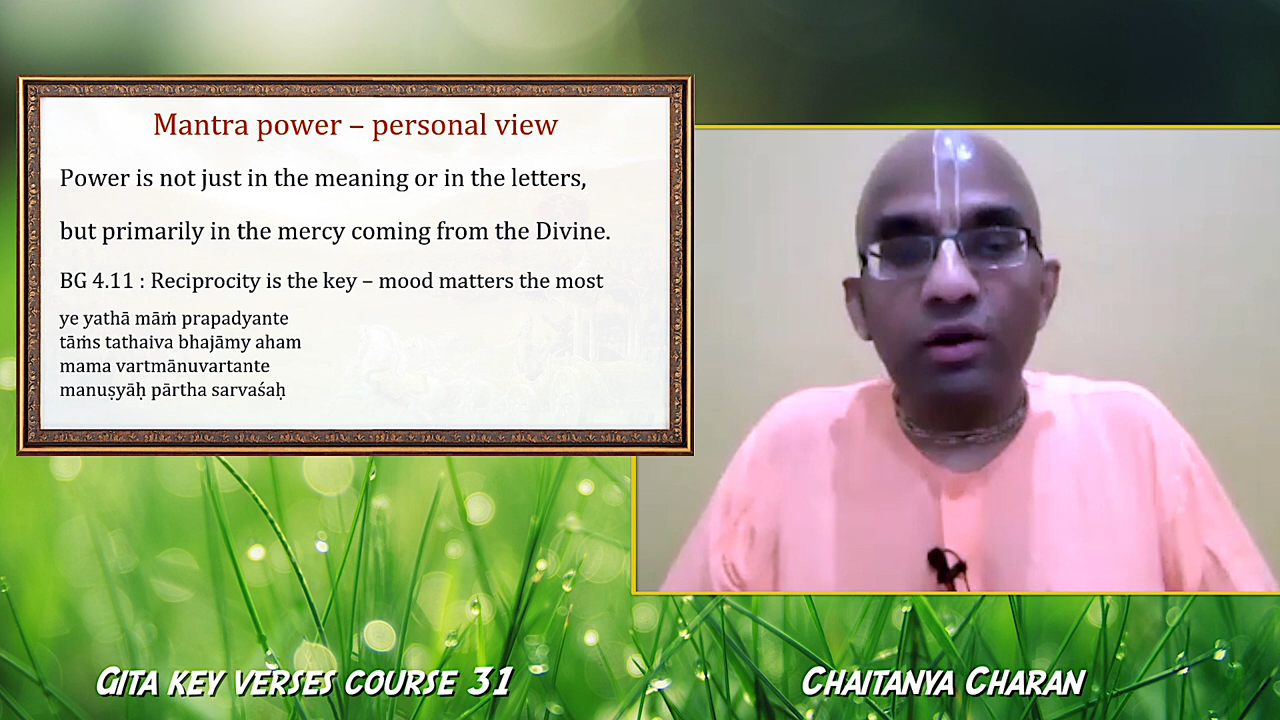 Mantra power – personal view
Power is not just in the meaning or in the letters,
but primarily in the mercy coming from the Divine.
BG 4.11 : Reciprocity is the key – mood matters the most
ye yathā māṁ prapadyante
tāṁs tathaiva bhajāmy aham
mama vartmānuvartante
manuṣyāḥ pārtha sarvaśaḥ
Gita key verses course 31
Chaitanya Charan